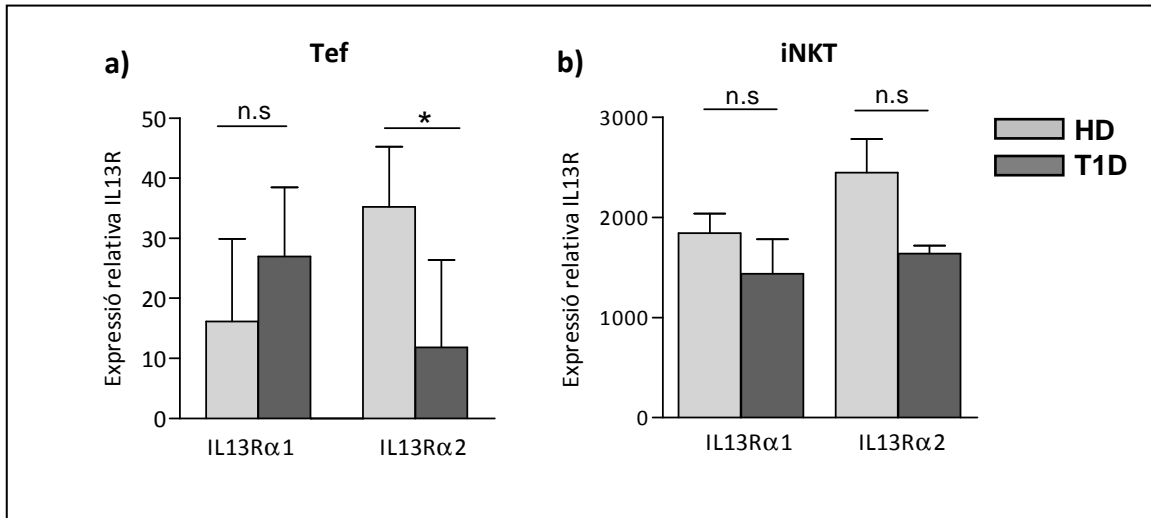 a)
Tef
n.s
*
Expressió relativa IL13R
50
40
30
20
10
0
IL13Rα1
IL13Rα2
b)
iNKT
n.s
n.s
Expressió relativa IL13R
3000
2000
1000
0
IL13Rα1
IL13Rα2
HD
T1D